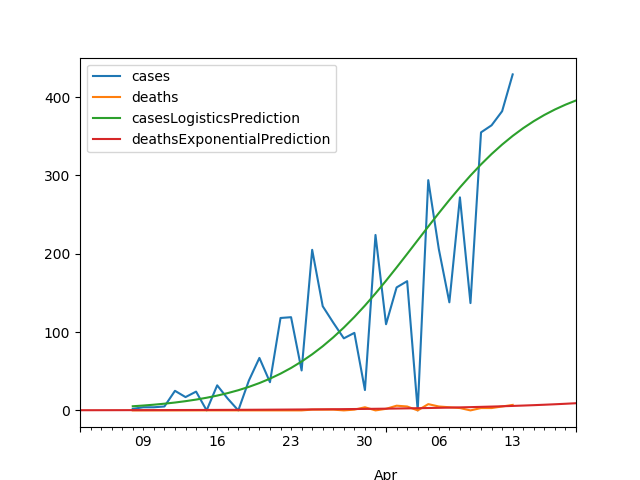 cases
deaths
casesLogisticsPrediction
deathsExponentialPrediction
400
300
200
100
0
09 16 23 30 06 13
Apr